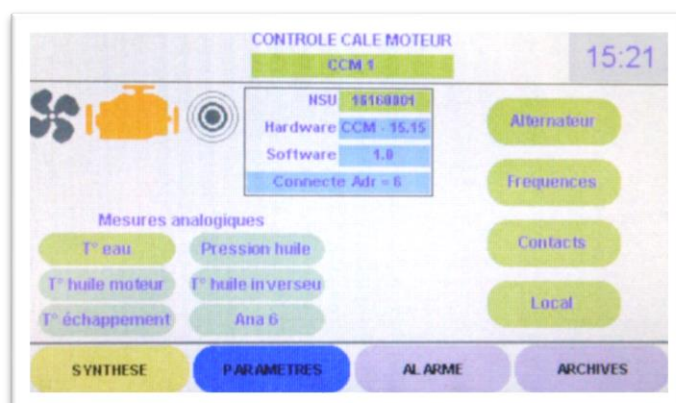 CONTROLE CALE MOTEUR
CCM 1
15:21
NSU 16160801
Hardware CCM - 15.15
Software 1.0
Connecte Adr = 6
Alternateur
Frequences
Contacts
Local
Mesures analogiques
T° eau
Pression huile
T° huile moteur
T° huile inverseu
T° échappement
Ana 6
SYNTHESE
PARAMETRES
ALARME
ARCHIVES